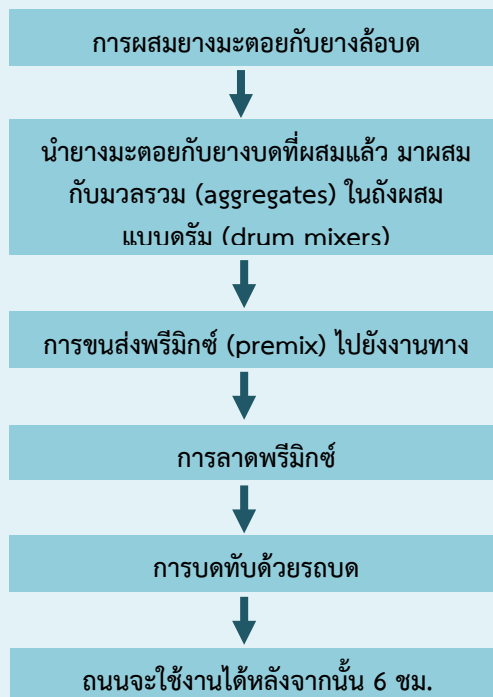 การผสมยางมะตอยกับยางล้อบด
นำยางมะตอยกับยางบดที่ผสมแล้ว มาผสม
กับมวลรวม (aggregates) ในถังผสม
แบบดรัม (drum mixers)
การขนส่งพรีมิกซ์ (premix) ไปยังงานทาง
การลาดพรีมิกซ์
การบดทับด้วยรถบด
ถนนจะใช้งานได้หลังจากนั้น 6 ชม.